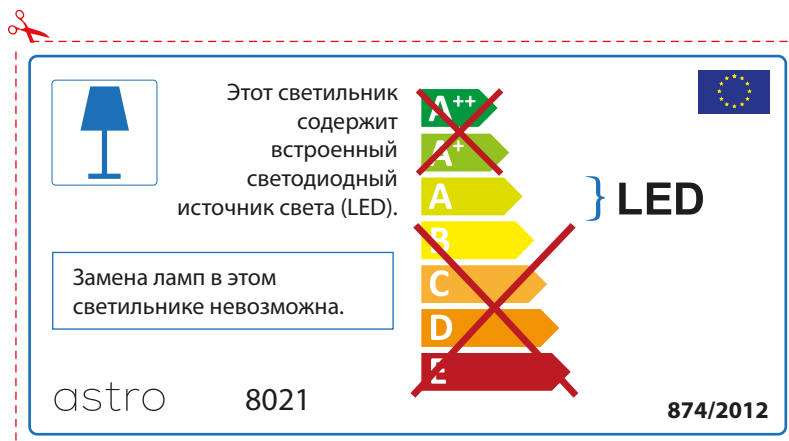 Этот светильник
содержит
встроенный
светодиодный
источник света (LED).
A++
A+
A
B
C
D
E
LED
Замена ламп в этом
светильнике невозможна.
astro
8021
874/2012